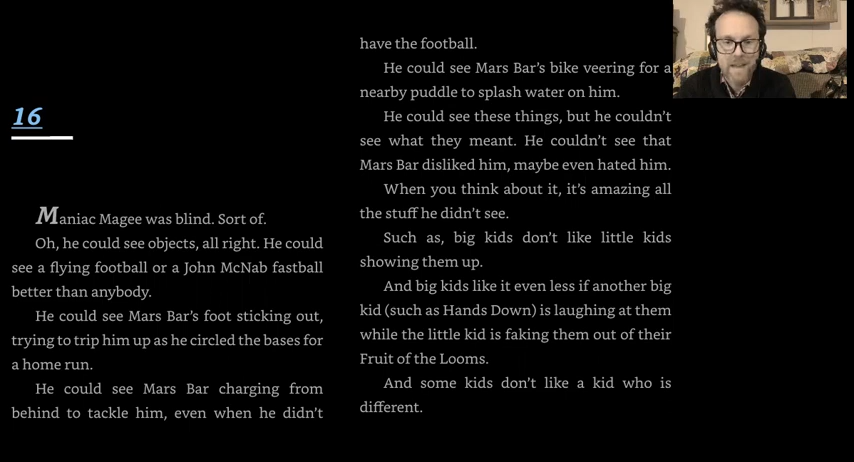 16
Maniac Magee was blind. Sort of.
Oh, he could see objects, all right. He could
see a flying football or a John McNab fastball
better than anybody.
He could see Mars Bar’s foot sticking out,
trying to trip him up as he circled the bases for
a home run.
He could see Mars Bar charging from
behind to tackle him, even when he didn’t
have the football.
He could see Mars Bar’s bike veering for a
nearby puddle to splash water on him.
He could see these things, but he couldn’t
see what they meant. He couldn’t see that
Mars Bar disliked him, maybe even hated him.
When you think about it, it’s amazing all
the stuff he didn’t see.
Such as, big kids don’t like little kids
showing them up.
And big kids like it even less if another big
kid (such as Hands Down) is laughing at them
while the little kid is faking them out of their
Fruit of the Looms.
And some kids don’t like a kid who is
different.